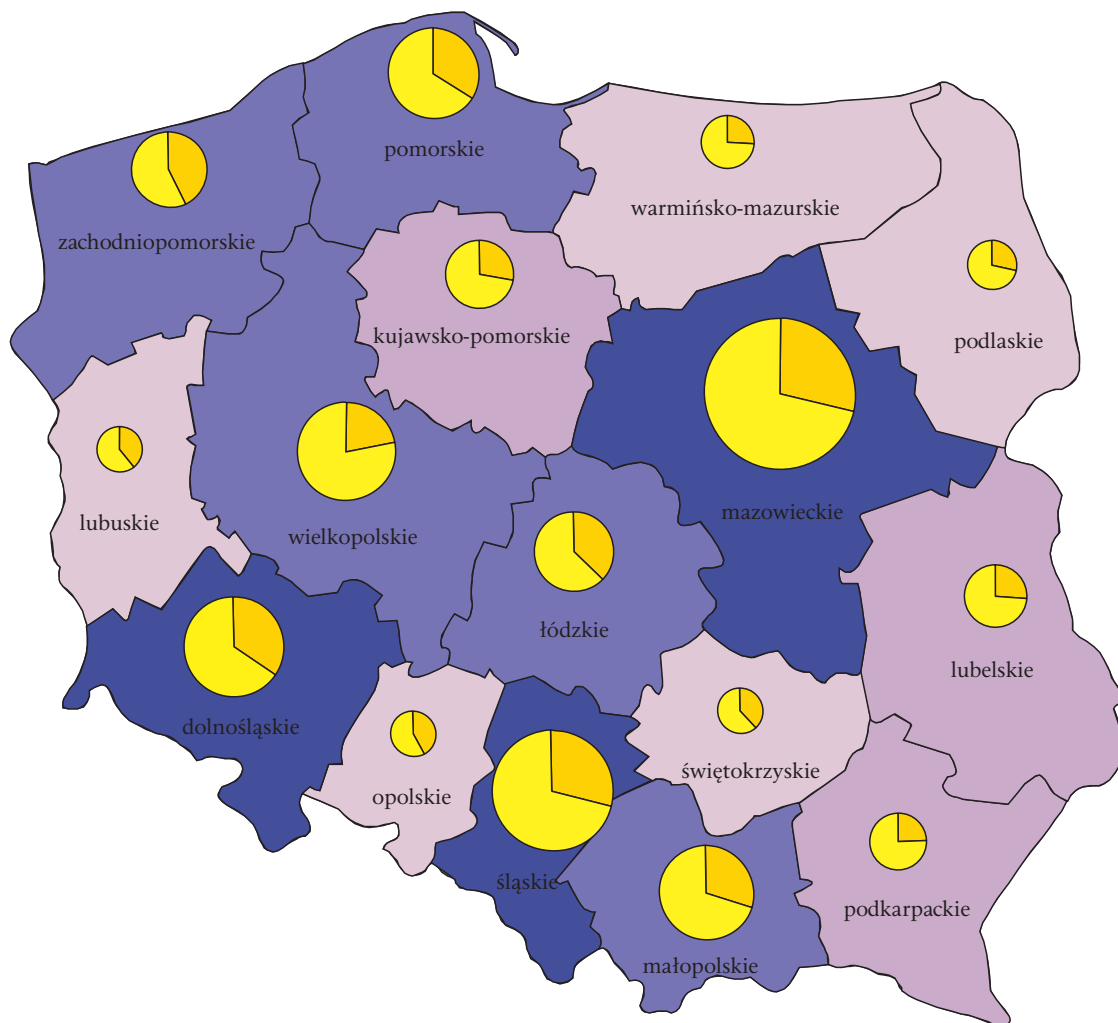 pomorskie
warmińsko-mazurskie
zachodniopomorskie
kujawsko-pomorskie
podlaskie
mazowieckie
lubuskie
wielkopolskie
łódzkie
lubelskie
dolnośląskie
świętokrzyskie
opolskie
śląskie
podkarpackie
małopolskie